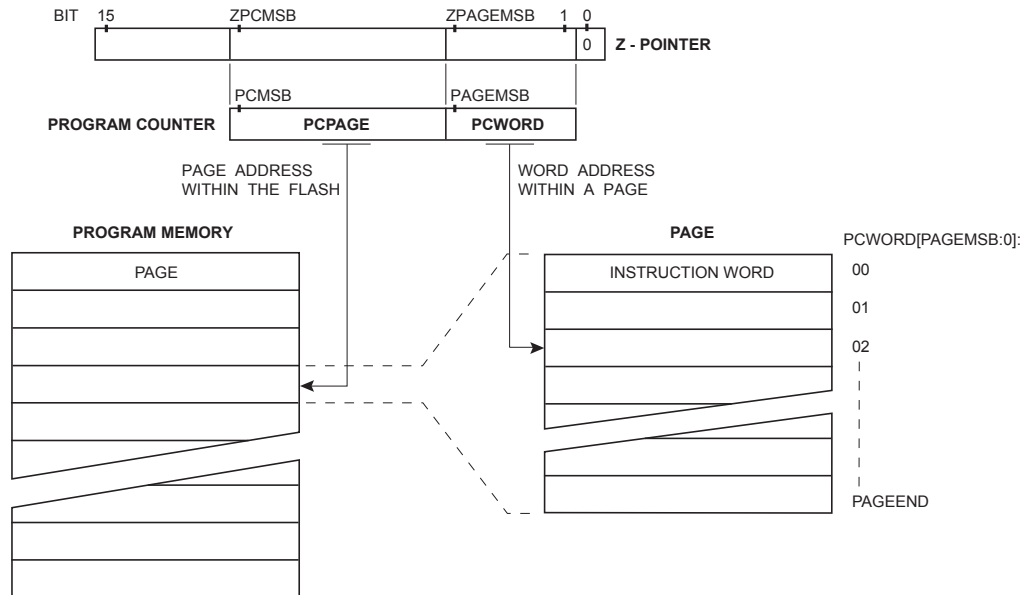 BIT 15 ZPCMSB ZPAGEMSB 1 0
0 Z - POINTER
PCMSB PAGEMSB
PROGRAM COUNTER PCPAGE PCWORD
PAGE ADDRESS
WITHIN THE FLASH
WORD ADDRESS
WITHIN A PAGE
PROGRAM MEMORY
PAGE
PAGE
PCWORD[PAGEMSB:0]:
INSTRUCTION WORD 00
01
02
PAGEEND